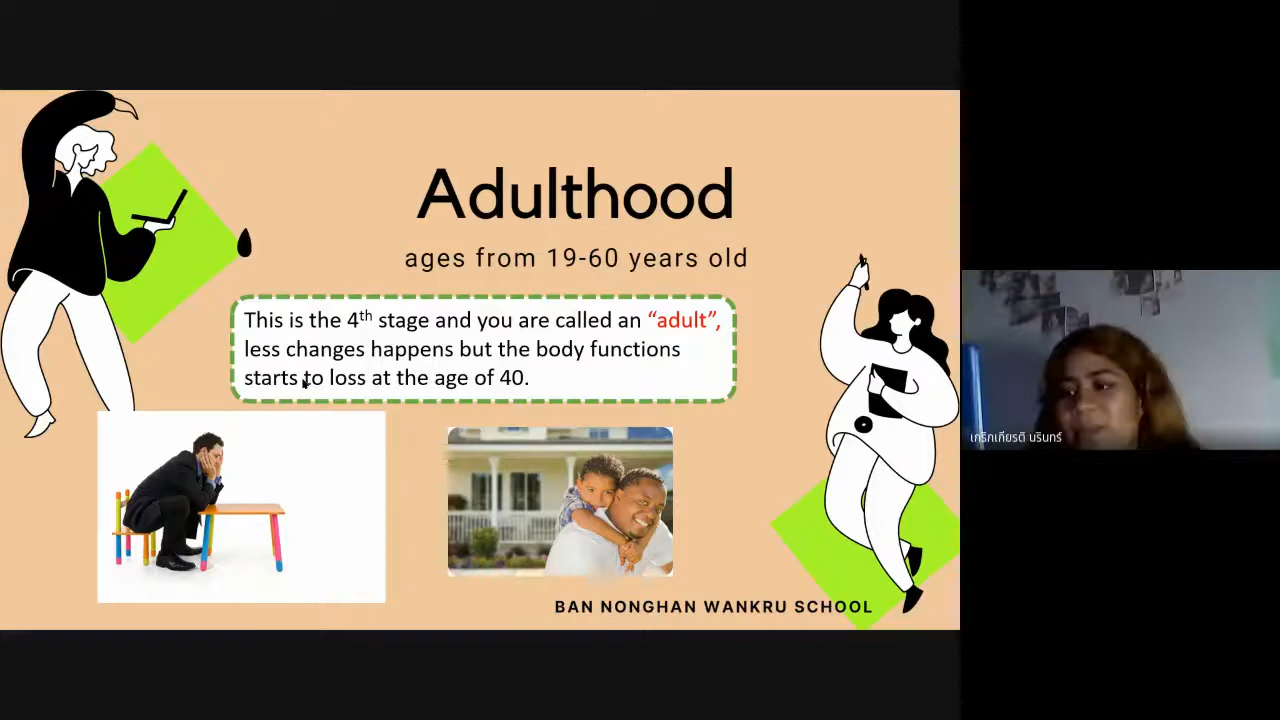 Adulthood
ages from 19-60 years old
This is the 4th stage and you are called an “adult”,
less changes happens but the body functions
starts to loss at the age of 40.
BAN NONGHAN WANKRU SCHOOL
เกริกเกียรติ นรินทร์